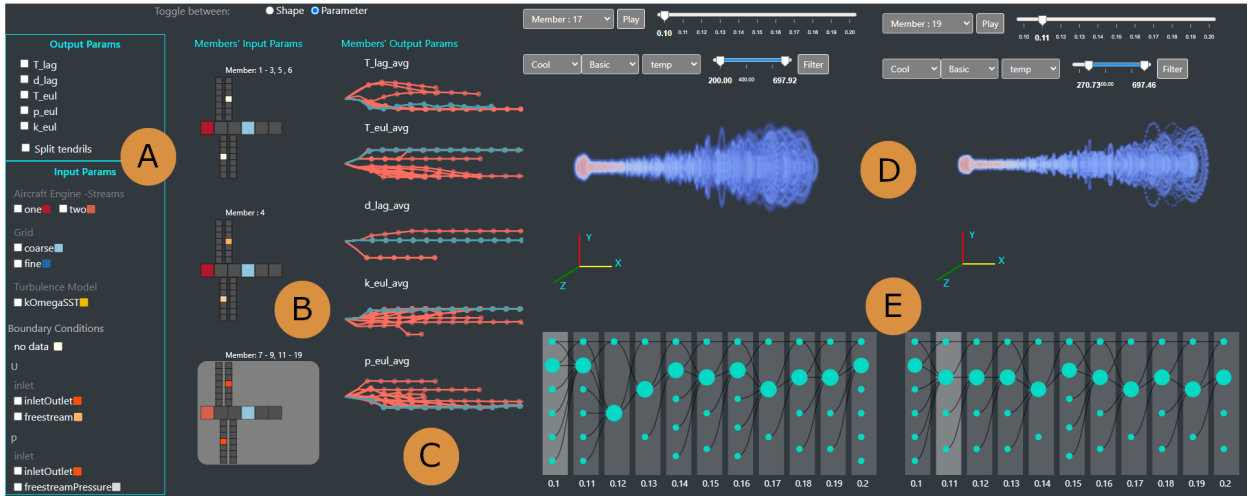 Toggle between: Shape Parameter
Output Params
T_lag
d_lag
T_eul
p_eul
k_eul
Split tendrils
A
Input Params
Aircraft Engine -Streams
one two
Grid
coarse
fine
Turbulence Model
kOmegaSST
Boundary Conditions
no data
U
inlet
inletOutlet
freestream
p
inlet
inletOutlet
freestreamPressure
Members' Input Params
Member: 1 - 3, 5, 6
Member : 4
B
Member: 7 - 9, 11 - 19
Members' Output Params
T_lag_avg
T_eul_avg
d_lag_avg
k_eul_avg
p_eul_avg
C
Member : 17 Play
0.10 0.11 0.12 0.13 0.14 0.15 0.16 0.17 0.18 0.19 0.20
Cool Basic temp Filter
200.00 400.00 697.92
Member : 19 Play
0.10 0.11 0.12 0.13 0.14 0.15 0.16 0.17 0.18 0.19 0.20
Cool Basic temp Filter
270.73 697.46
D
Y
X
Z
Y
X
Z
E
0.1 0.11 0.12 0.13 0.14 0.15 0.16 0.17 0.18 0.19 0.2
0.1 0.11 0.12 0.13 0.14 0.15 0.16 0.17 0.18 0.19 0.2